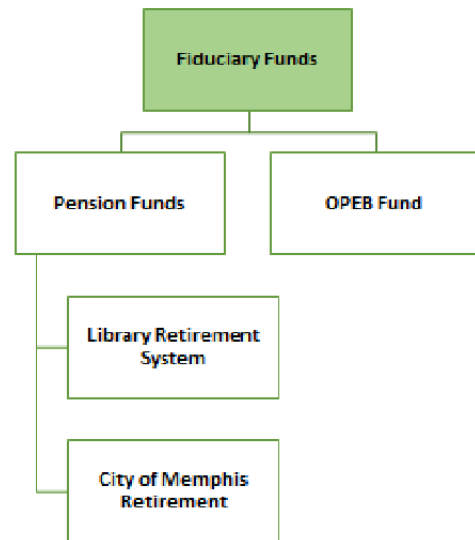 Fiduciary Funds
Pension Funds
OPEB Fund
Library Retirement
System
City of Memphis
Retirement